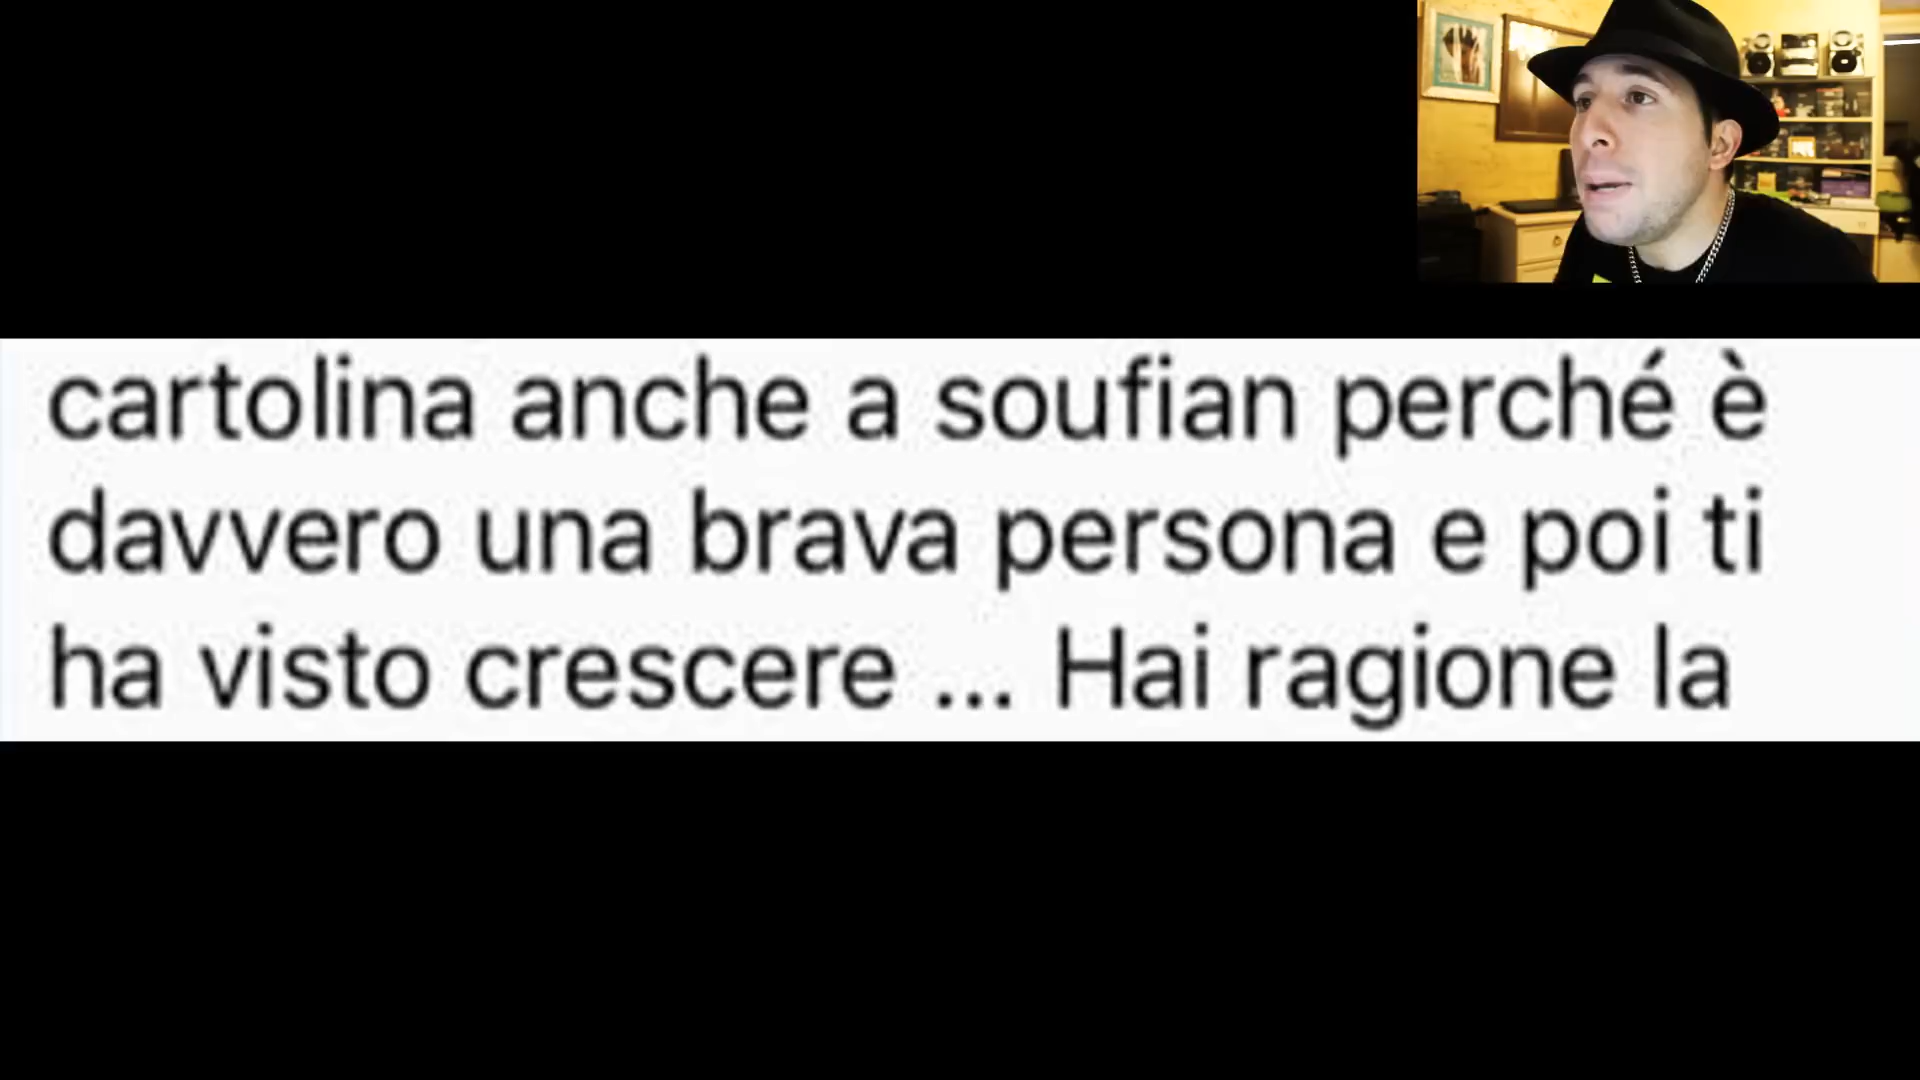 cartolina anche a soufian perché è
davvero una brava persona e poi ti
ha visto crescere ... Hai ragione la